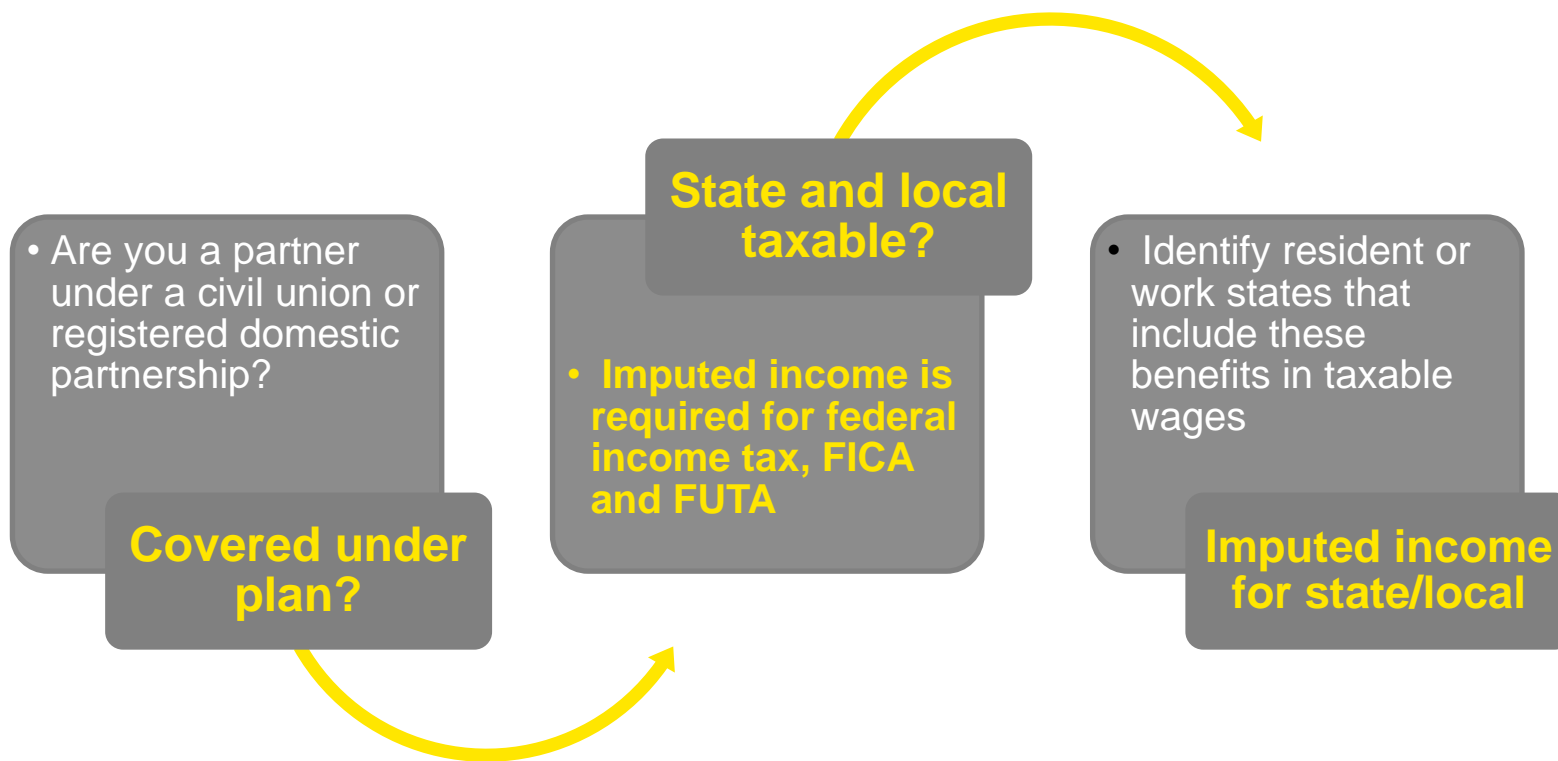 • Are you a partner
under a civil union or
registered domestic
partnership?
Covered under
plan?
State and local
taxable?
• Imputed income is
required for federal
income tax, FICA
and FUTA
• Identify resident or
work states that
include these
benefits in taxable
wages
Imputed income
for state/local